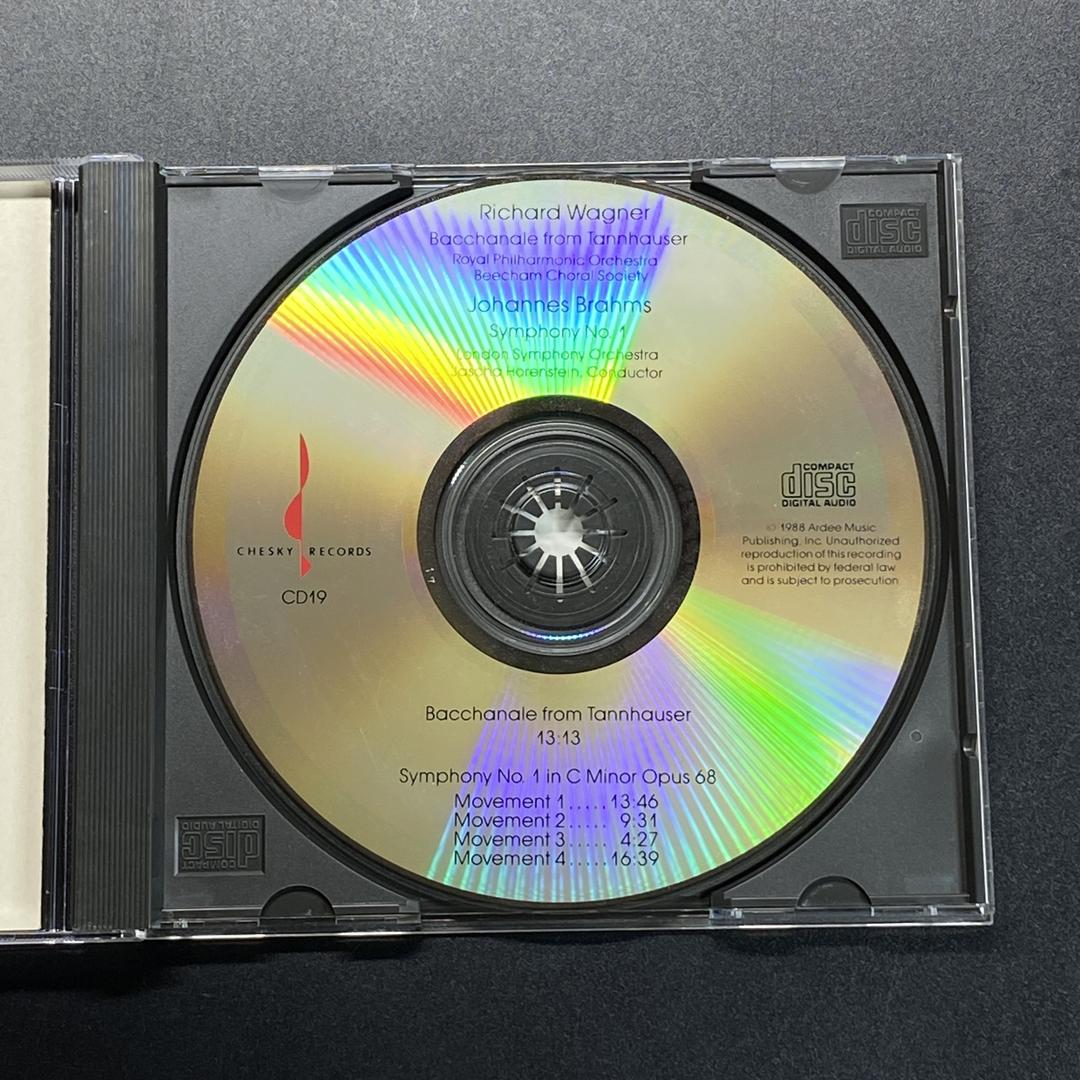 Richard Wagner
Bacchanale from Tannhauser
Royal Philharmonic Orchestra
Beecham Choral Society
Johannes Brahms
Symphony No. 1
London Symphony Orchestra
Jascha Horenstein, Conductor
COMPACT
disc
DIGITAL AUDIO
CHESKY RECORDS
CD19
COMPACT
disc
DIGITAL AUDIO
© 1988 Ardee Music
Publishing, Inc. Unauthorized
reproduction of this recording
is prohibited by federal law
and is subject to prosecution
Bacchanale from Tannhauser
13:13
Symphony No. 1 in C Minor Opus 68
Movement 1 ..... 13:46
Movement 2 ..... 9:31
Movement 3 ..... 4:27
Movement 4 ..... 16:39
COMPACT
disc
DIGITAL AUDIO